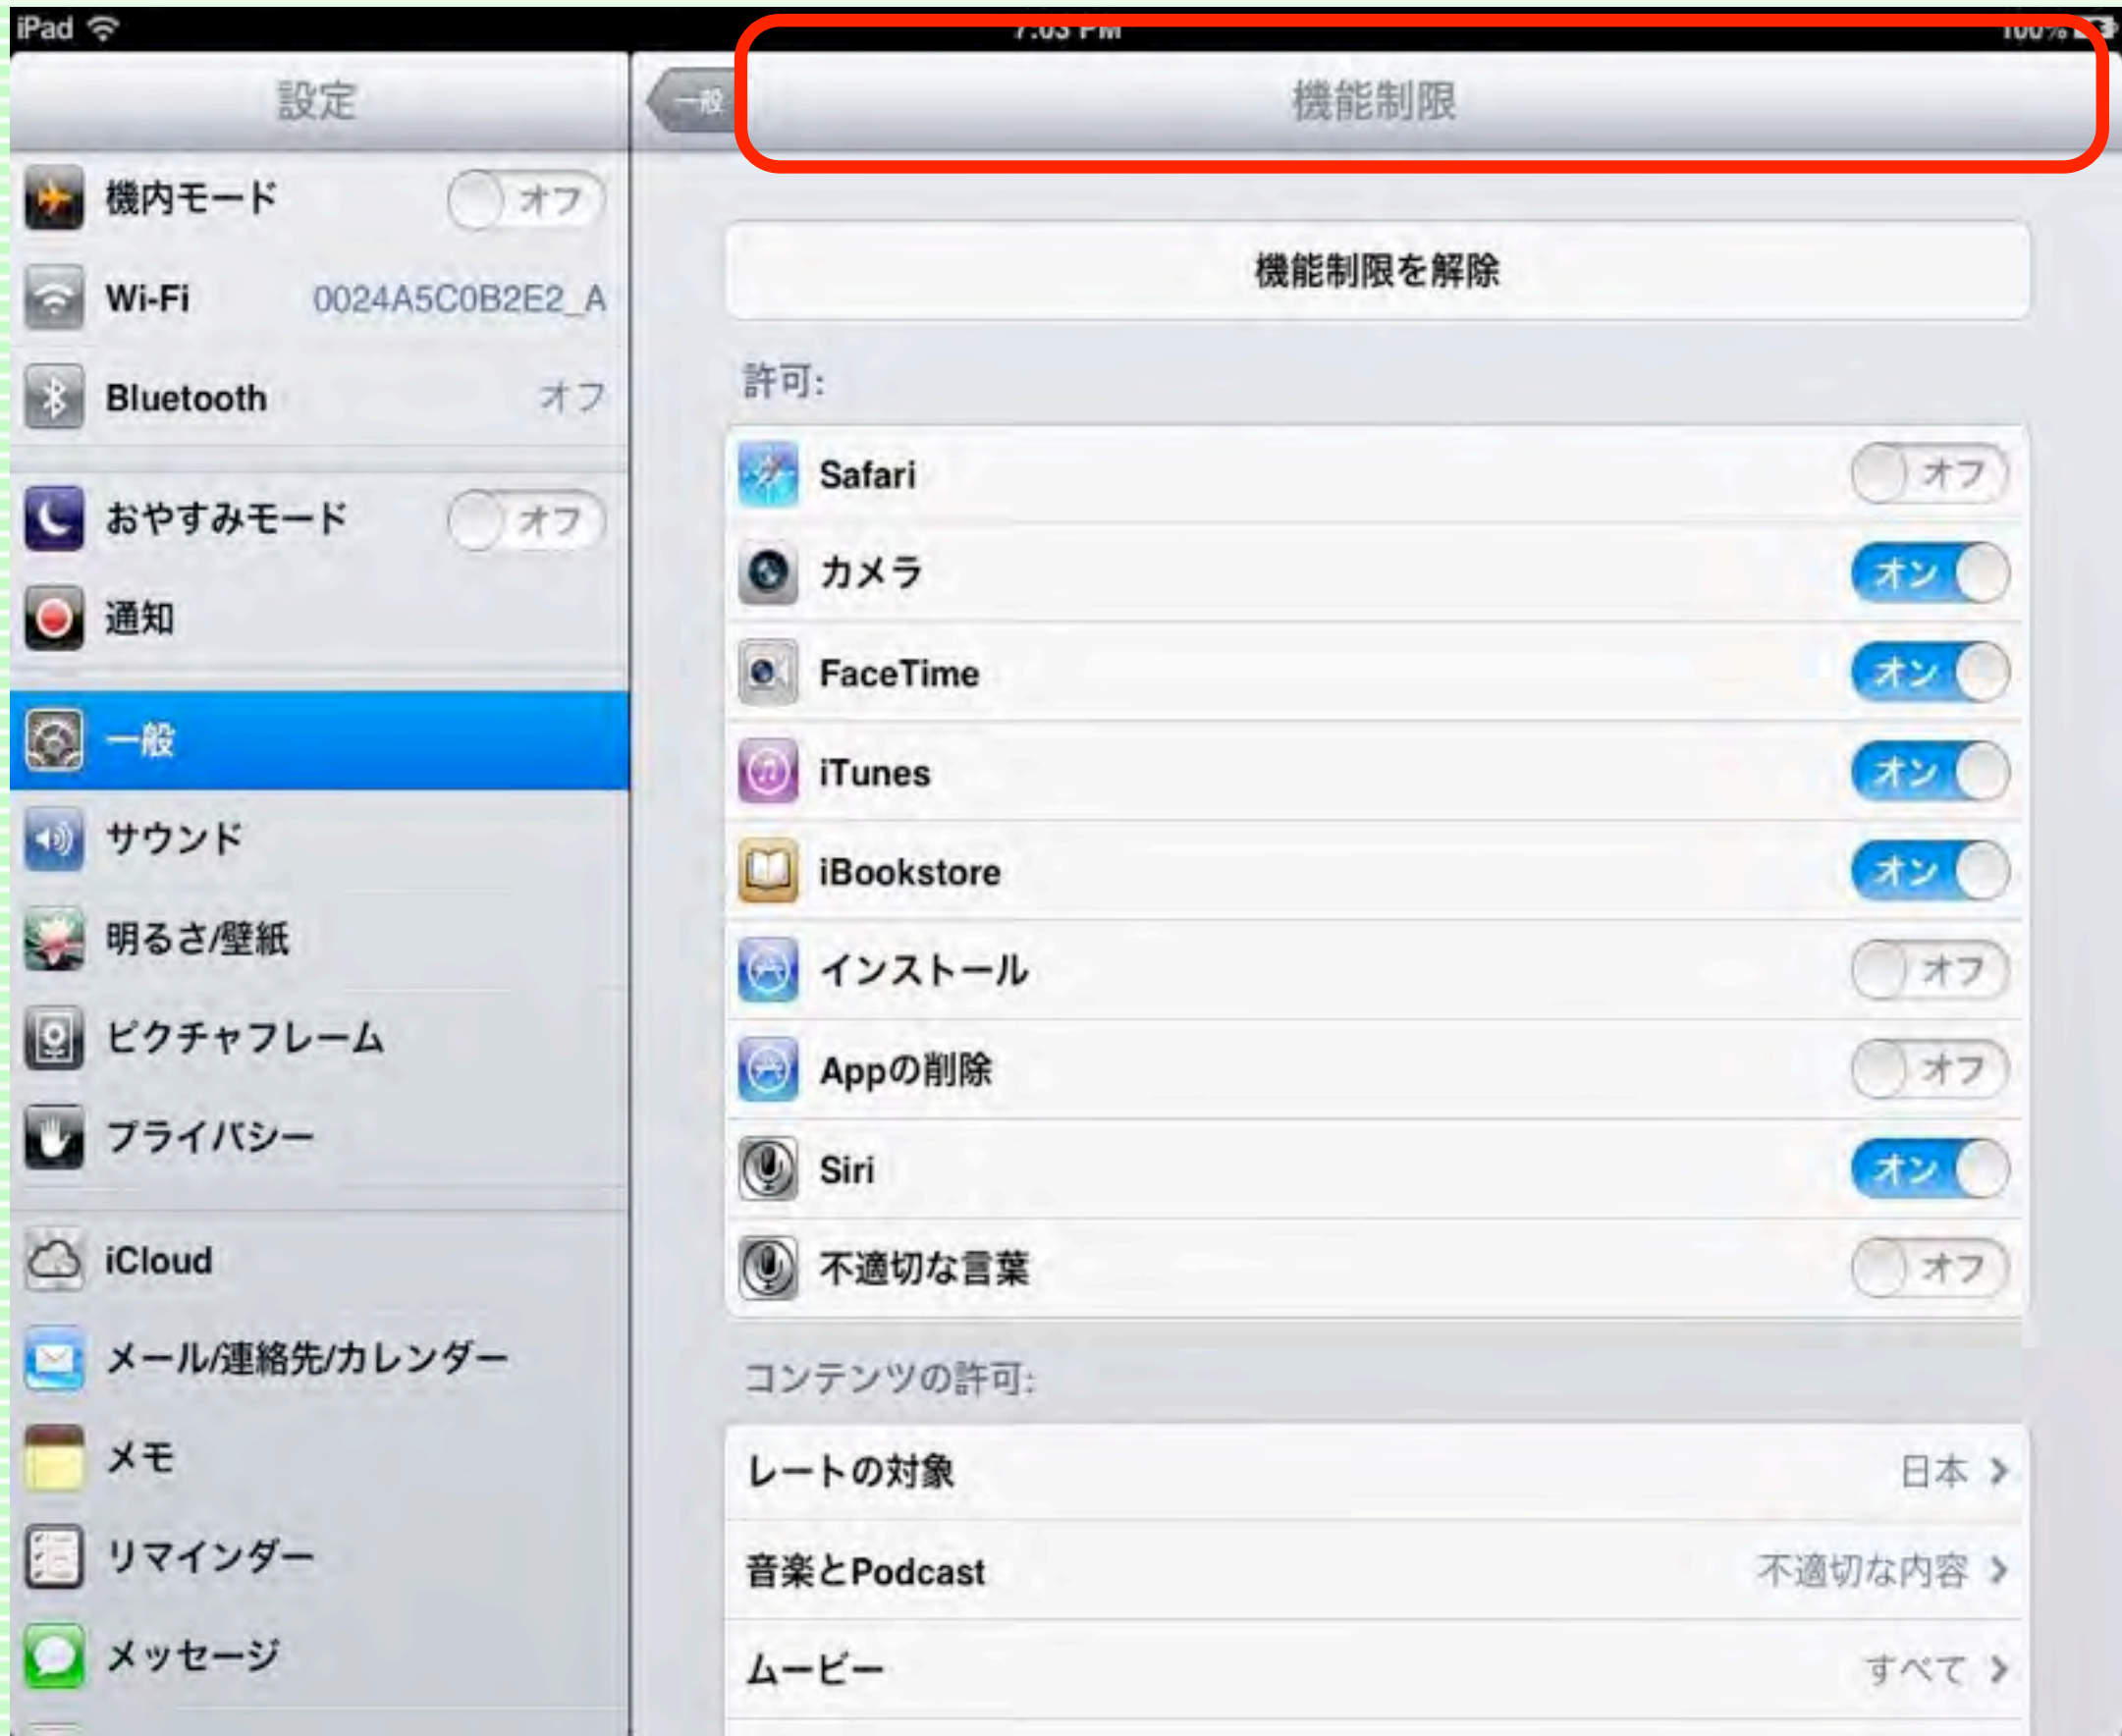 iPad
7:03 PM
100%
設定
一般
機能制限
機内モード
オフ
Wi-Fi
0024A5C0B2E2_A
Bluetooth
オフ
おやすみモード
オフ
通知
一般
サウンド
明るさ/壁紙
ピクチャフレーム
プライバシー
iCloud
メール/連絡先/カレンダー
メモ
リマインダー
メッセージ
機能制限を解除
許可:
Safari
オフ
カメラ
オン
FaceTime
オン
iTunes
オン
iBookstore
オン
インストール
オフ
Appの削除
オフ
Siri
オン
不適切な言葉
オフ
コンテンツの許可:
レートの対象
日本
音楽とPodcast
不適切な内容
ムービー
すべて